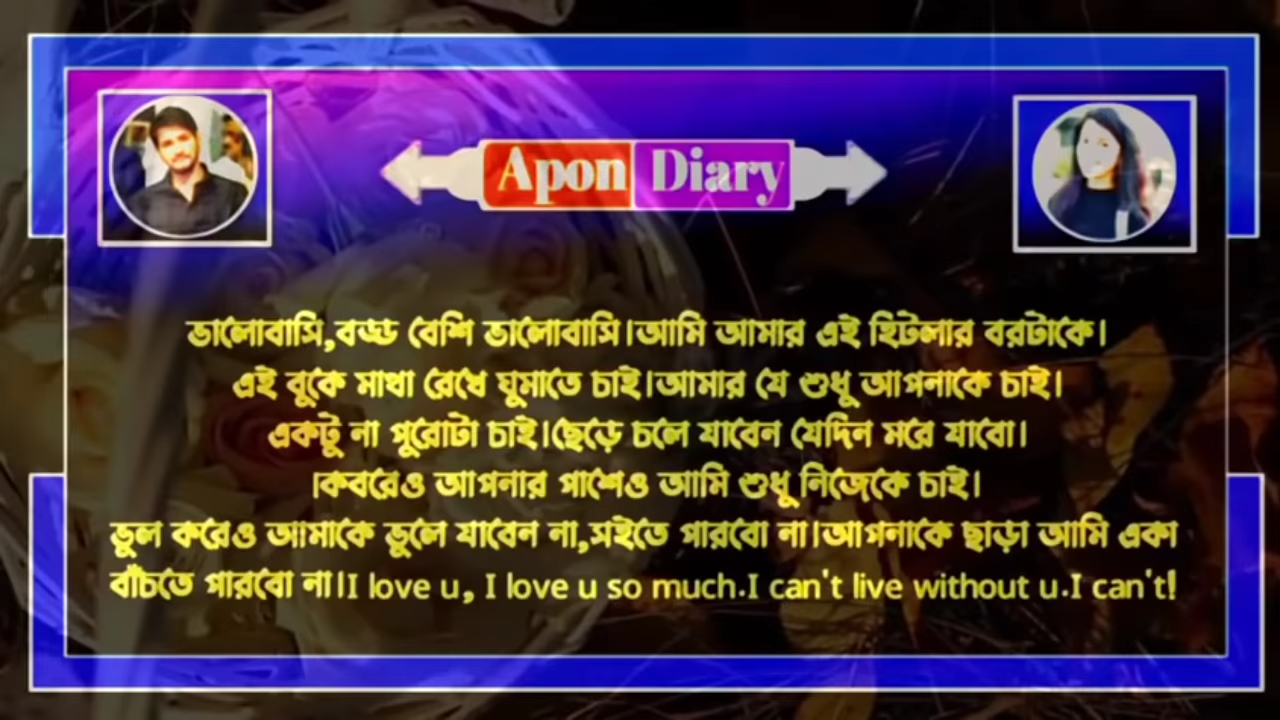 Apon Diary
ভালোবাসি,বড্ড বেশি ভালোবাসি।আমি আমার এই হিটলার বরটাকে।
এই বুকে মাথা রেখে ঘুমাতে চাই।আমার যে শুধু আপনাকে চাই।
একটু না পুরোটা চাই।ছেড়ে চলে যাবেন যেদিন মরে যাবো।
।কবরেও আপনার পাশেও আমি শুধু নিজেকে চাই।
ভুল করেও আমাকে ভুলে যাবেন না,সইতে পারবো না।আপনাকে ছাড়া আমি একা
বাঁচতে পারবো না।I love u, I love u so much.I can't live without u.I can't!